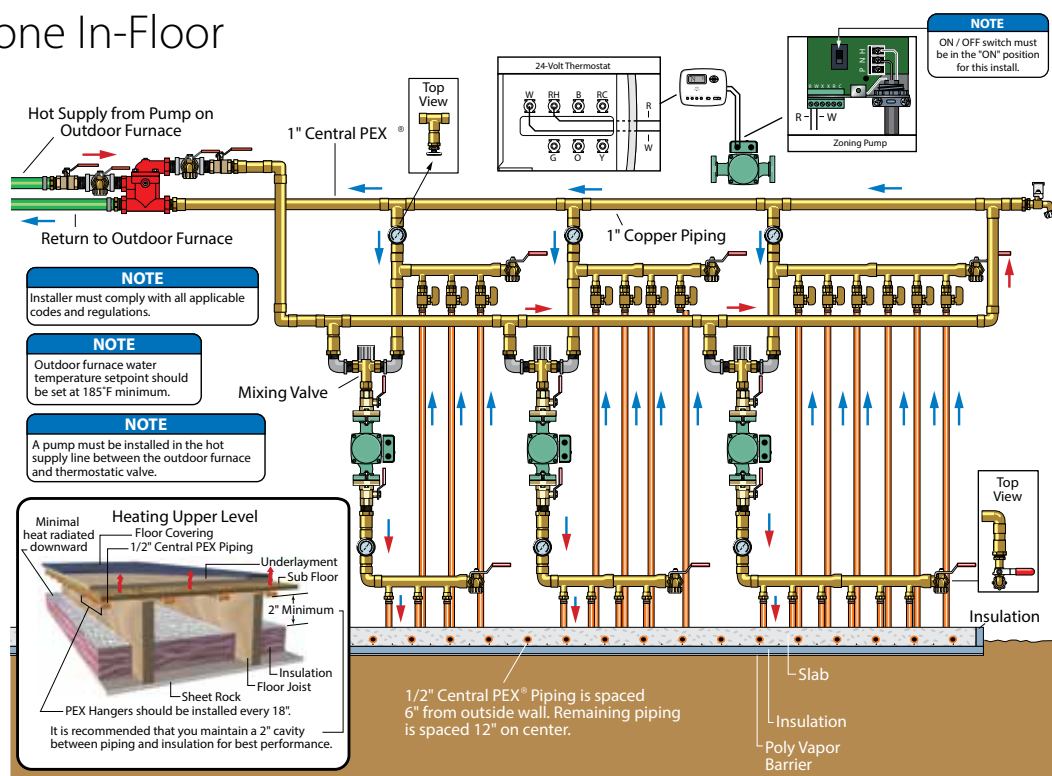 one In-Floor
NOTE
ON / OFF switch must
be in the "ON" position
for this install.
24-Volt Thermostat
W RH B RC
G O Y
R
W
P N H
R W X X R C
R W
Zoning Pump
Top
View
Hot Supply from Pump on
Outdoor Furnace
1" Central PEX ®
Return to Outdoor Furnace
1" Copper Piping
NOTE
Installer must comply with all applicable
codes and regulations.
NOTE
Outdoor furnace water
temperature setpoint should
be set at 185°F minimum.
Mixing Valve
NOTE
A pump must be installed in the hot
supply line between the outdoor furnace
and thermostatic valve.
Top
View
Heating Upper Level
Minimal
heat radiated
downward
Floor Covering
1/2" Central PEX Piping
Underlayment
Sub Floor
2" Minimum
Insulation
Floor Joist
Sheet Rock
PEX Hangers should be installed every 18".
It is recommended that you maintain a 2" cavity
between piping and insulation for best performance.
Insulation
1/2" Central PEX® Piping is spaced
6" from outside wall. Remaining piping
is spaced 12" on center.
Slab
Insulation
Poly Vapor
Barrier